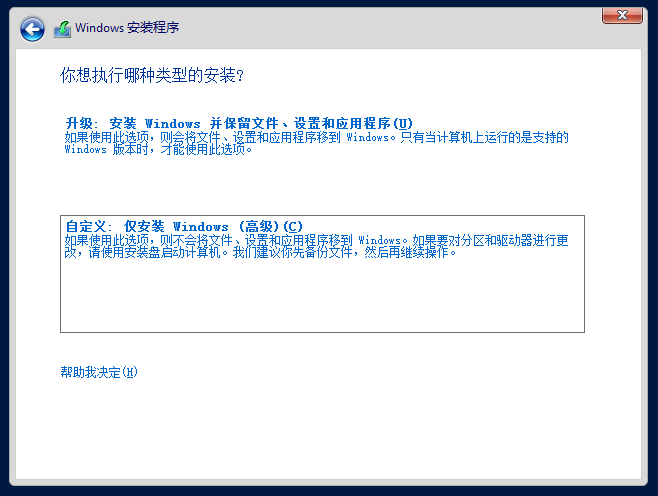 Windows 安装程序
你想执行哪种类型的安装?
升级: 安装 Windows 并保留文件、设置和应用程序(U)
如果使用此选项，则会将文件、设置和应用程序移到 Windows。只有当计算机上运行的是支持的
Windows 版本时，才能使用此选项。
自定义: 仅安装 Windows (高级)(C)
如果使用此选项，则不会将文件、设置和应用程序移到 Windows。如果要对分区和驱动器进行更
改，请使用安装盘启动计算机。我们建议你先备份文件，然后再继续操作。
帮助我决定(H)